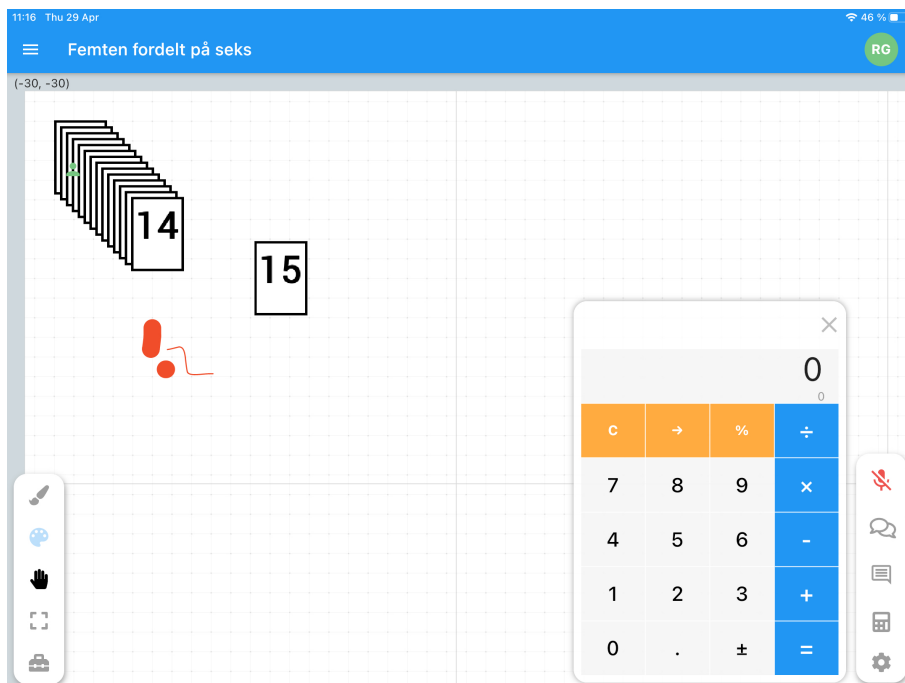 11:16 Thu 29 Apr
46 %
Femten fordelt på seks
RG
(-30, -30)
14
15
0
0
C → % ÷
7 8 9 ×
4 5 6 -
1 2 3 +
0 . ± =